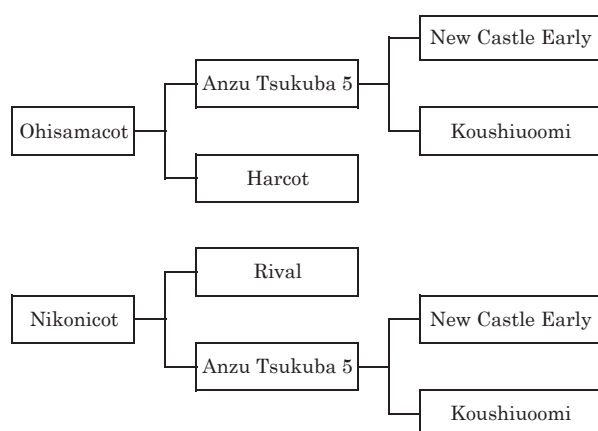 New Castle Early
Anzu Tsukuba 5
Ohisamacot
Koushiuoomi
Harcot
Rival
Nikonicot
New Castle Early
Anzu Tsukuba 5
Koushiuoomi